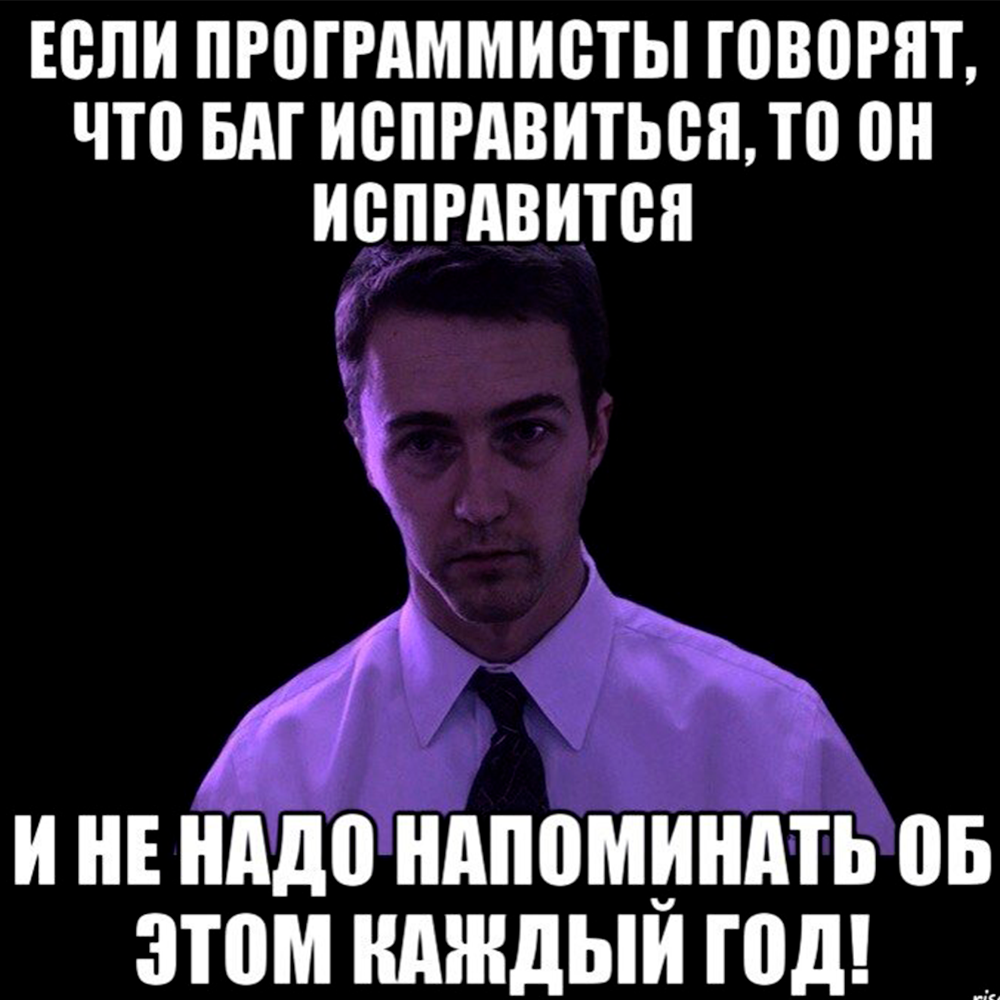 ЕСЛИ ПРОГРАММИСТЫ ГОВОРЯТ,
ЧТО БАГ ИСПРАВИТЬСЯ, ТО ОН
ИСПРАВИТСЯ
И НЕ НАДО НАПОМИНАТЬ ОБ
ЭТОМ КАЖДЫЙ ГОД!